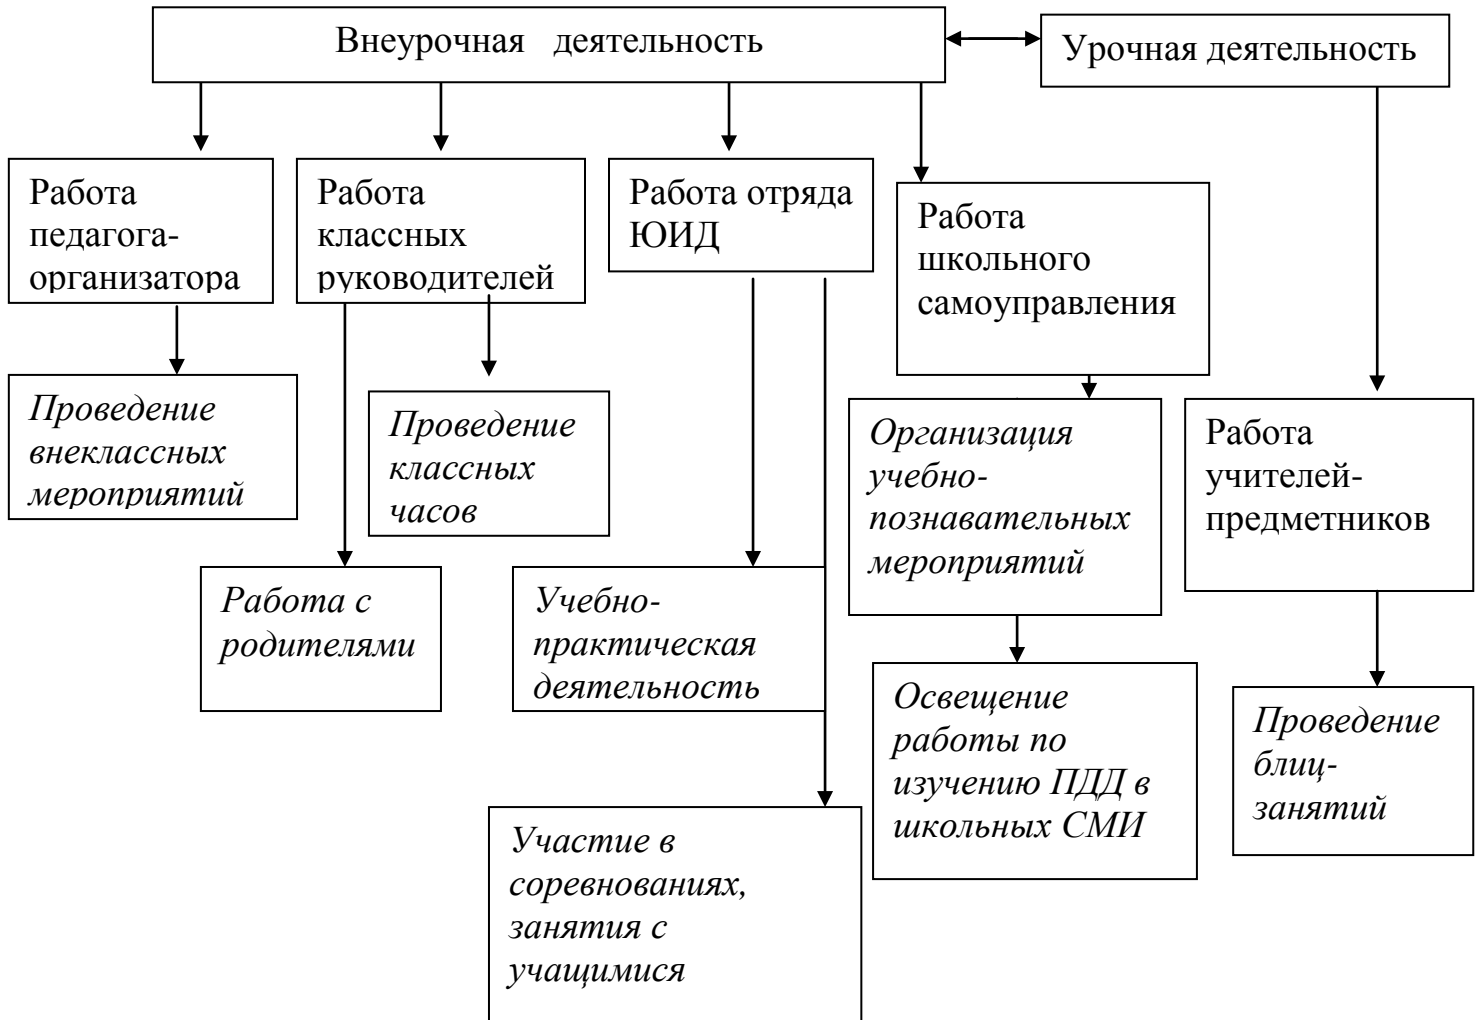 Внеурочная деятельность
Урочная деятельность
Работа
педагога-
организатора
Работа
классных
руководителей
Работа отряда
ЮИД
Работа
школьного
самоуправления
Проведение
внеклассных
мероприятий
Проведение
классных
часов
Организация
учебно-
познавательных
мероприятий
Работа
учителей-
предметников
Работа с
родителями
Учебно-
практическая
деятельность
Освещение
работы по
изучению ПДД в
школьных СМИ
Проведение
блиц-
занятий
Участие в
соревнованиях,
занятия с
учащимися